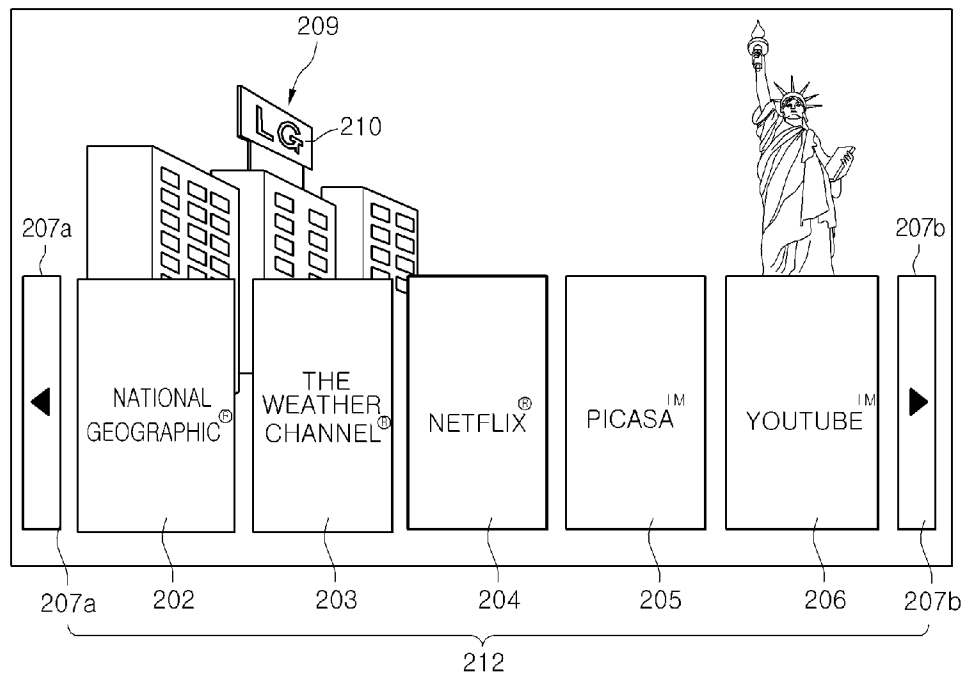 209
LG
210
207a
207b
NATIONAL
GEOGRAPHIC®
THE
WEATHER
CHANNEL®
NETFLIX®
PICASA™
YOUTUBE™
207a
202
203
204
205
206
207b
212